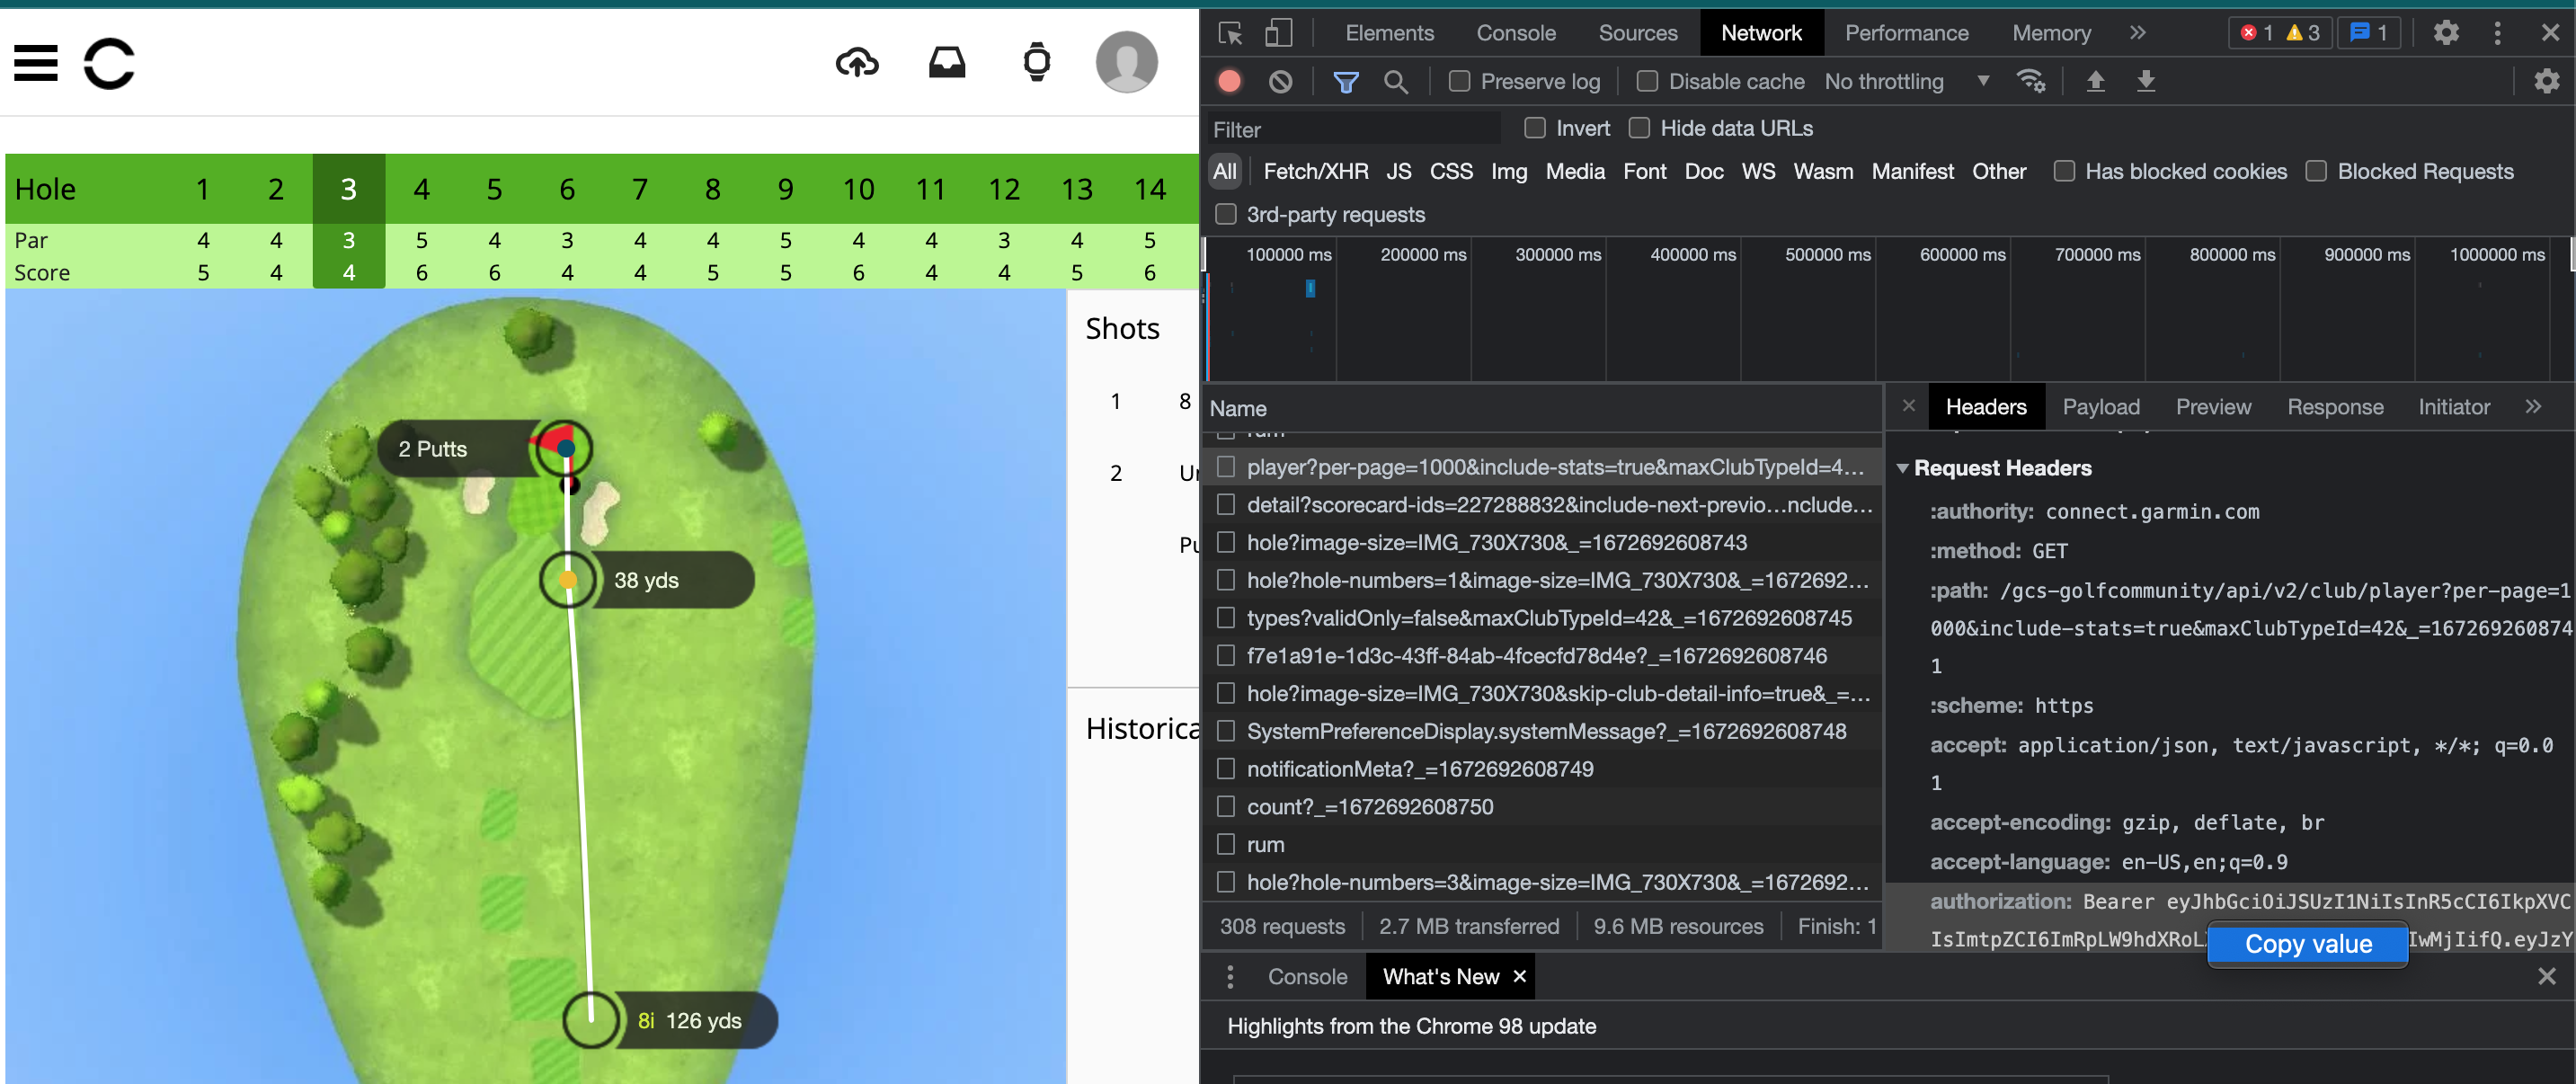 Hole 1 2 3 4 5 6 7 8 9 10 11 12 13 14
Par 4 4 3 5 4 3 4 4 5 4 4 3 4 5
Score 5 4 4 6 6 4 4 5 5 6 4 4 5 6
2 Putts
38 yds
8i 126 yds
Shots
1 8
2 Un
Pu
Historica
Elements Console Sources Network Performance Memory » 1 3 1
Preserve log Disable cache No throttling
Filter Invert Hide data URLs
All Fetch/XHR JS CSS Img Media Font Doc WS Wasm Manifest Other Has blocked cookies Blocked Requests
3rd-party requests
100000 ms 200000 ms 300000 ms 400000 ms 500000 ms 600000 ms 700000 ms 800000 ms 900000 ms 1000000 ms
Name
rum
player?per-page=1000&include-stats=true&maxClubTypeId=4…
detail?scorecard-ids=227288832&include-next-previo…nclude…
hole?image-size=IMG_730X730&_=1672692608743
hole?hole-numbers=1&image-size=IMG_730X730&_=1672692…
types?validOnly=false&maxClubTypeId=42&_=1672692608745
f7e1a91e-1d3c-43ff-84ab-4fcecfd78d4e?_=1672692608746
hole?image-size=IMG_730X730&skip-club-detail-info=true&_=…
SystemPreferenceDisplay.systemMessage?_=1672692608748
notificationMeta?_=1672692608749
count?_=1672692608750
rum
hole?hole-numbers=3&image-size=IMG_730X730&_=1672692…
308 requests 2.7 MB transferred 9.6 MB resources Finish: 1
Headers Payload Preview Response Initiator »
Request Headers
:authority: connect.garmin.com
:method: GET
:path: /gcs-golfcommunity/api/v2/club/player?per-page=1
000&include-stats=true&maxClubTypeId=42&_=167269260874
1
:scheme: https
accept: application/json, text/javascript, */*; q=0.0
1
accept-encoding: gzip, deflate, br
accept-language: en-US,en;q=0.9
authorization: Bearer eyJhbGciOiJSUzI1NiIsInR5cCI6IkpXVC
IsImtpZCI6ImRpLW9hdXRoL IwMjIifQ.eyJzY
Copy value
Console What's New ×
Highlights from the Chrome 98 update